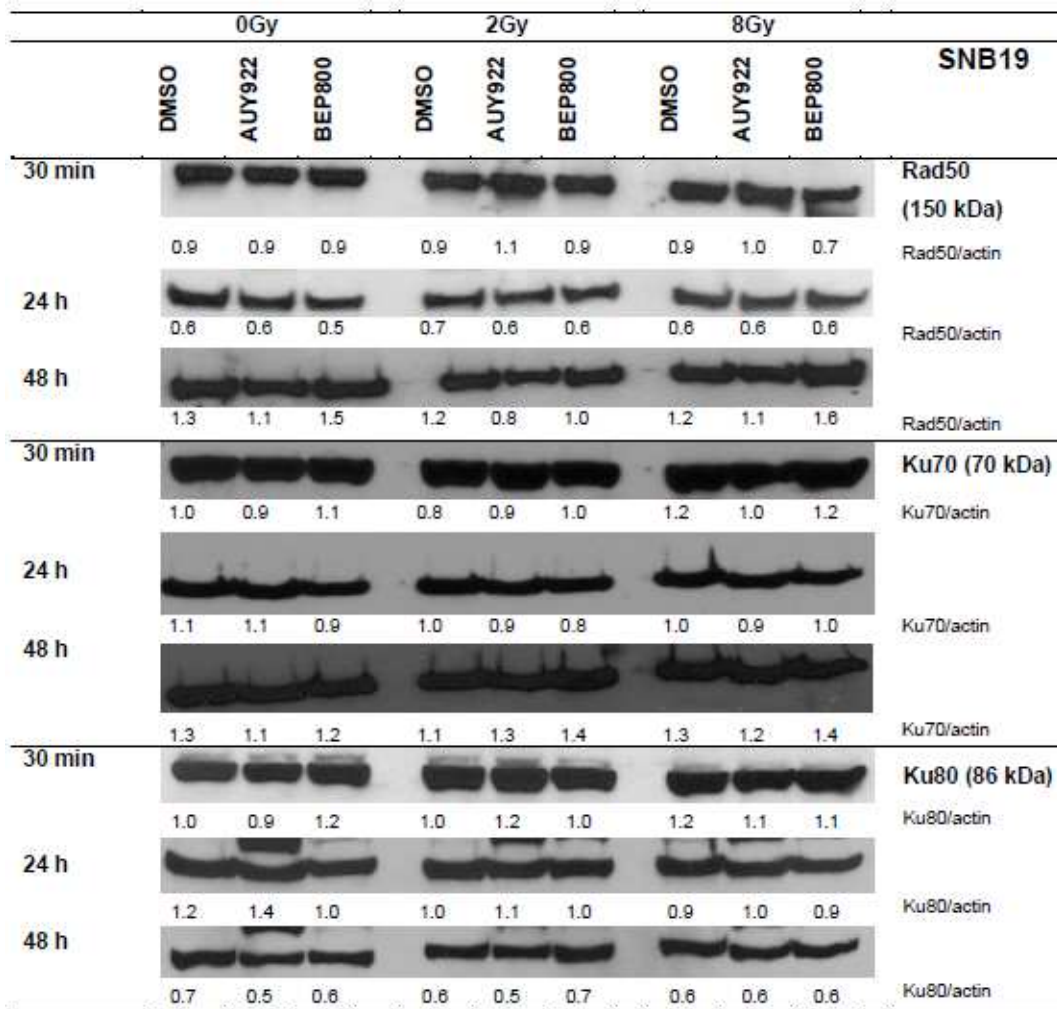 0Gy 2Gy 8Gy
DMSO AUY922 BEP800 DMSO AUY922 BEP800 DMSO AUY922 BEP800 SNB19
30 min Rad50
(150 kDa)
0.9 0.9 0.9 0.9 1.1 0.9 0.9 1.0 0.7 Rad50/actin
24 h
0.6 0.6 0.5 0.7 0.6 0.6 0.6 0.6 0.6 Rad50/actin
48 h
1.3 1.1 1.5 1.2 0.8 1.0 1.2 1.1 1.6 Rad50/actin
30 min Ku70 (70 kDa)
1.0 0.9 1.1 0.8 0.9 1.0 1.2 1.0 1.2 Ku70/actin
24 h
1.1 1.1 0.9 1.0 0.9 0.8 1.0 0.9 1.0 Ku70/actin
48 h
1.3 1.1 1.2 1.1 1.3 1.4 1.3 1.2 1.4 Ku70/actin
30 min Ku80 (86 kDa)
1.0 0.9 1.2 1.0 1.2 1.0 1.2 1.1 1.1 Ku80/actin
24 h
1.2 1.4 1.0 1.0 1.1 1.0 0.9 1.0 0.9 Ku80/actin
48 h
0.7 0.5 0.6 0.6 0.5 0.7 0.6 0.6 0.6 Ku80/actin